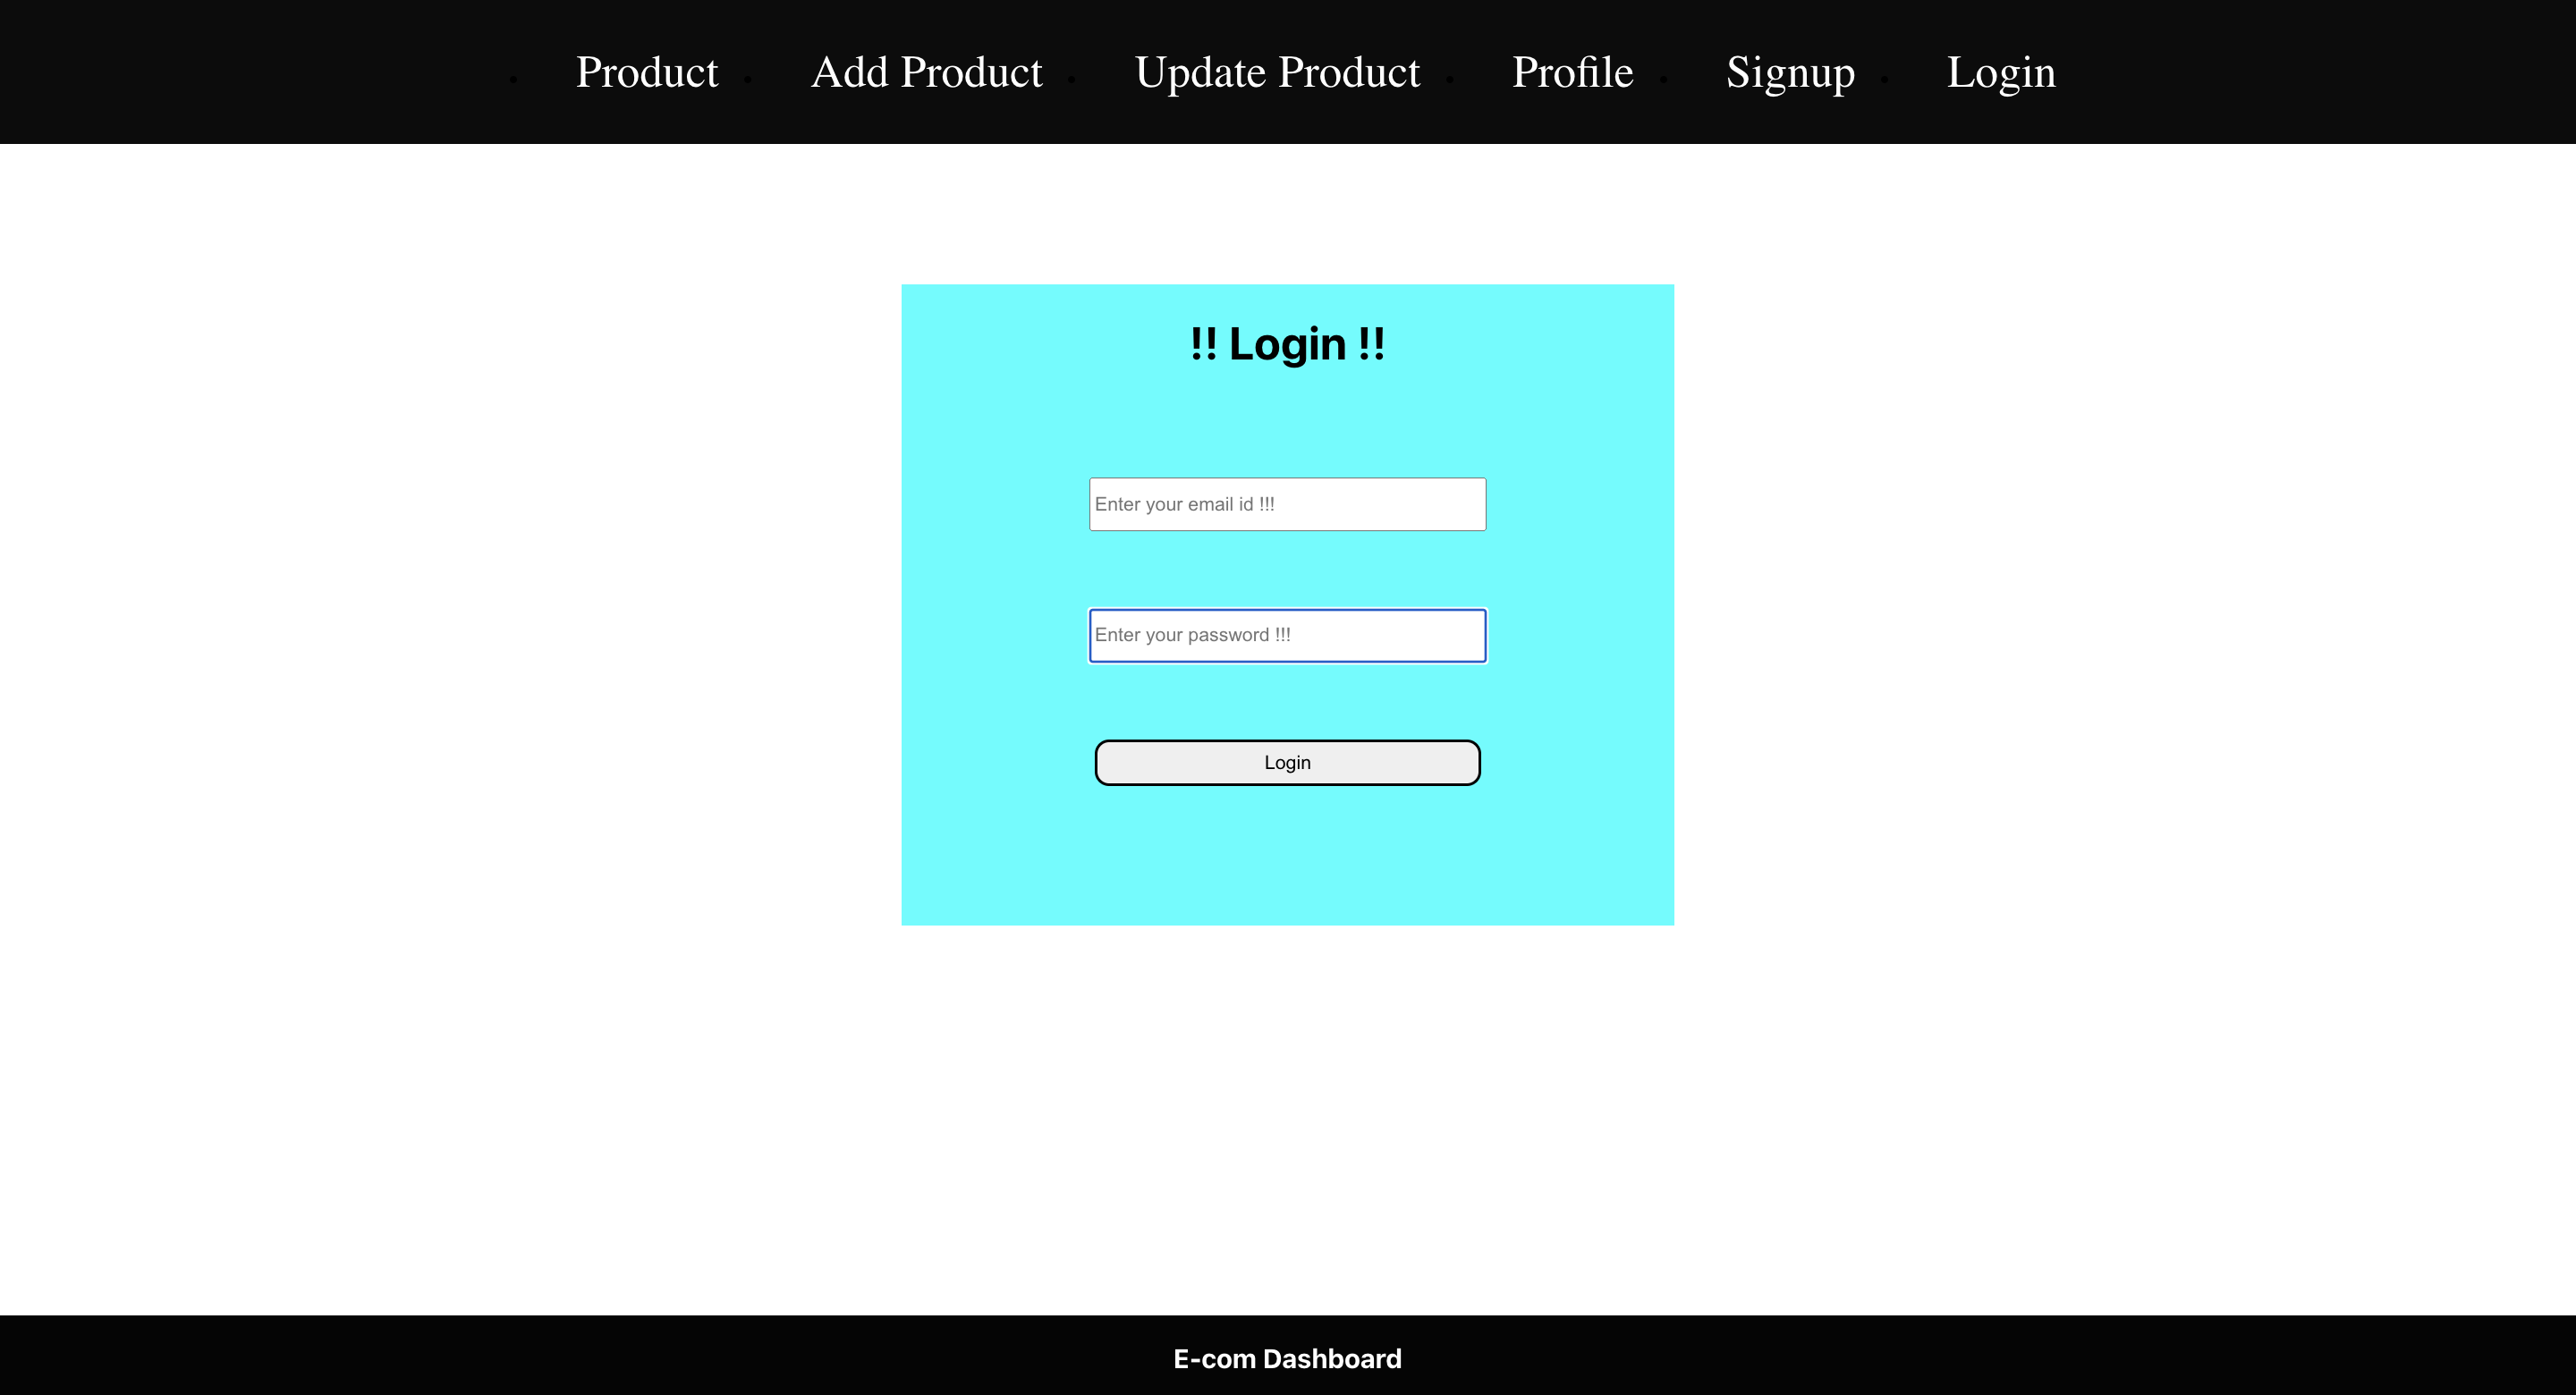 Product Add Product Update Product Profile Signup Login
!! Login !!
Enter your email id !!!
Enter your password !!!
Login
E-com Dashboard